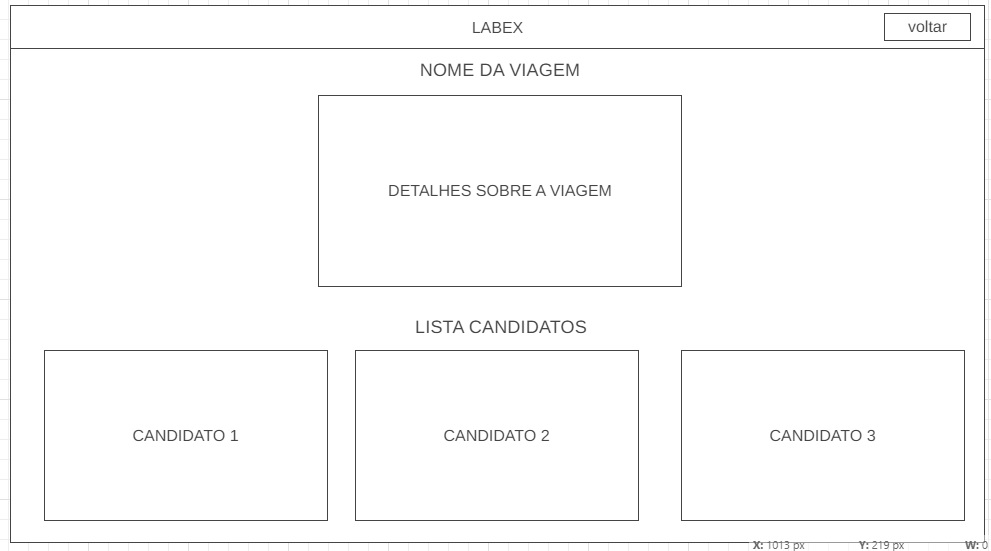 LABEX
voltar
NOME DA VIAGEM
DETALHES SOBRE A VIAGEM
LISTA CANDIDATOS
CANDIDATO 1
CANDIDATO 2
CANDIDATO 3
X: 1013 px Y: 219 px W: 0